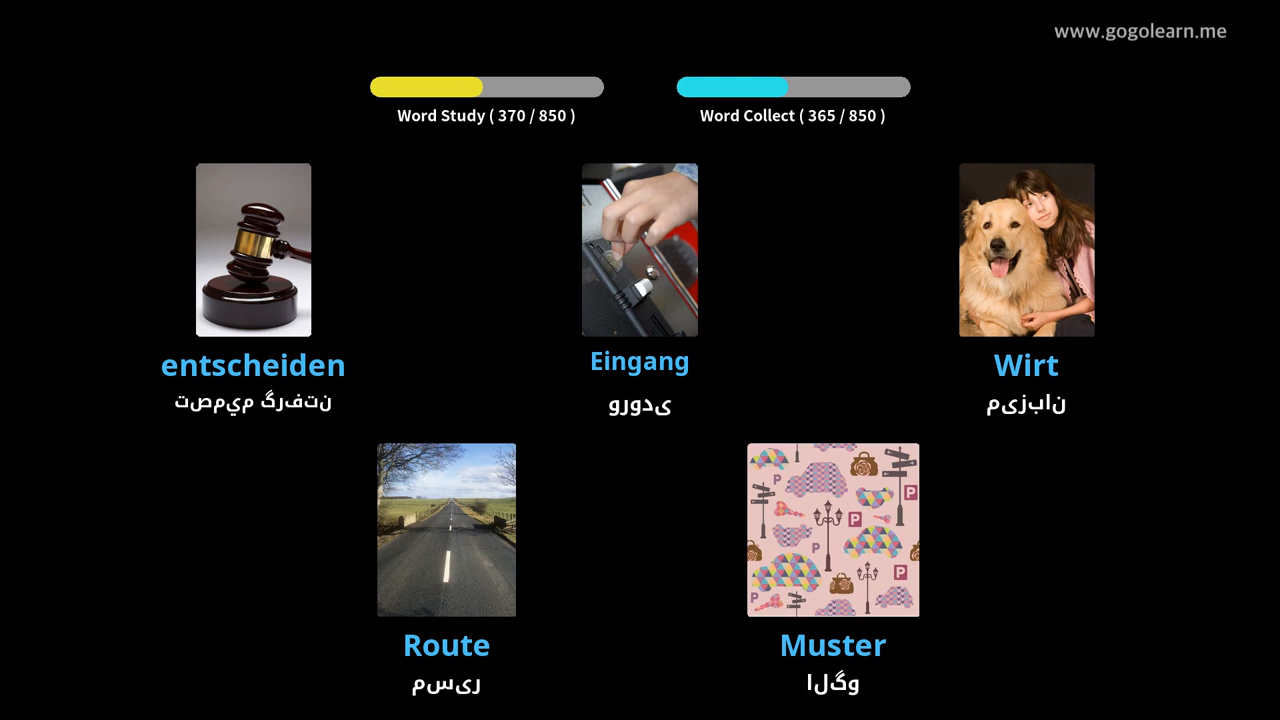 www.gogolearn.me
Word Study ( 370 / 850 )
Word Collect ( 365 / 850 )
entscheiden
تصميم گرفتن
Eingang
ورودی
Wirt
میزبان
Route
مسیر
Muster
الگو
P
P
P
P
P
P